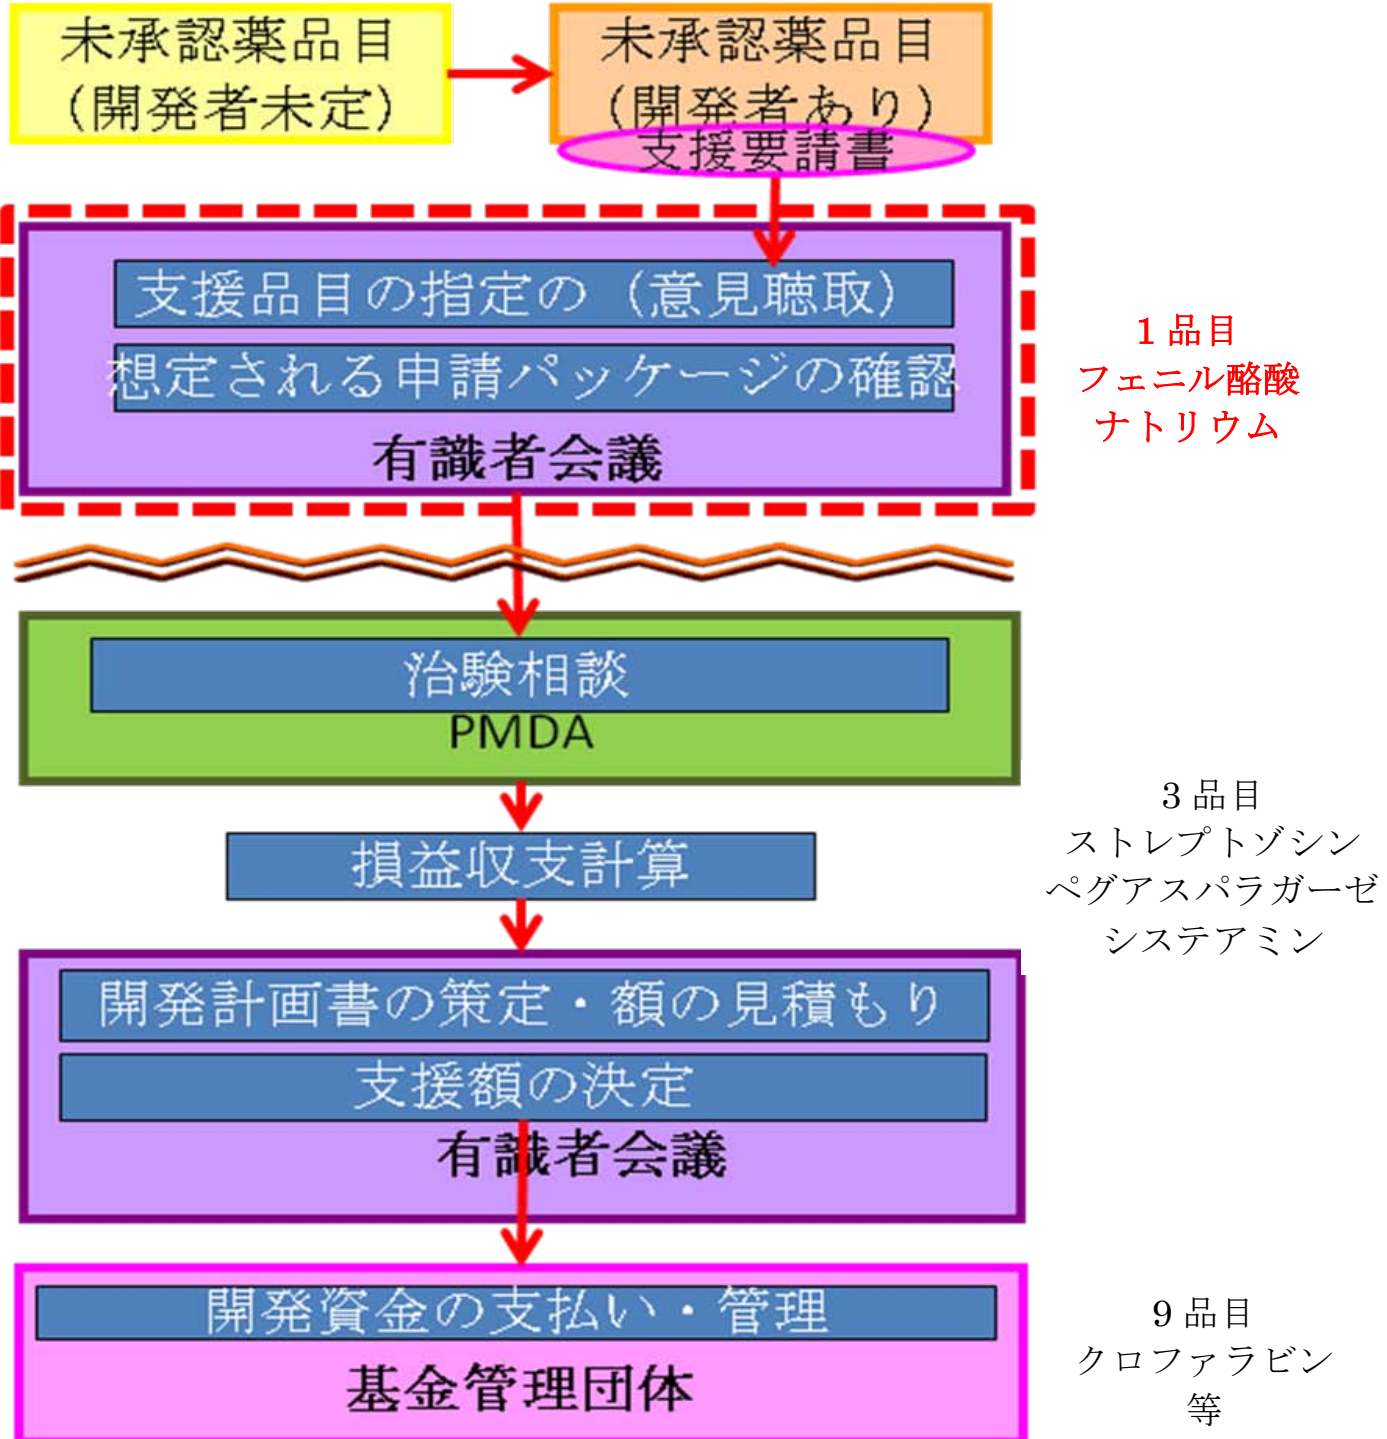 未承認薬品目
（開発者未定）
未承認薬品目
（開発者あり）
支援要請書
支援品目の指定の（意見聴取）
想定される申請パッケージの確認
有識者会議
1品目
フェニル酪酸
ナトリウム
治験相談
PMDA
損益収支計算
3品目
ストレプトゾシン
ペグアスパラガーゼ
システアミン
開発計画書の策定・額の見積もり
支援額の決定
有識者会議
開発資金の支払い・管理
基金管理団体
9品目
クロファラビン
等